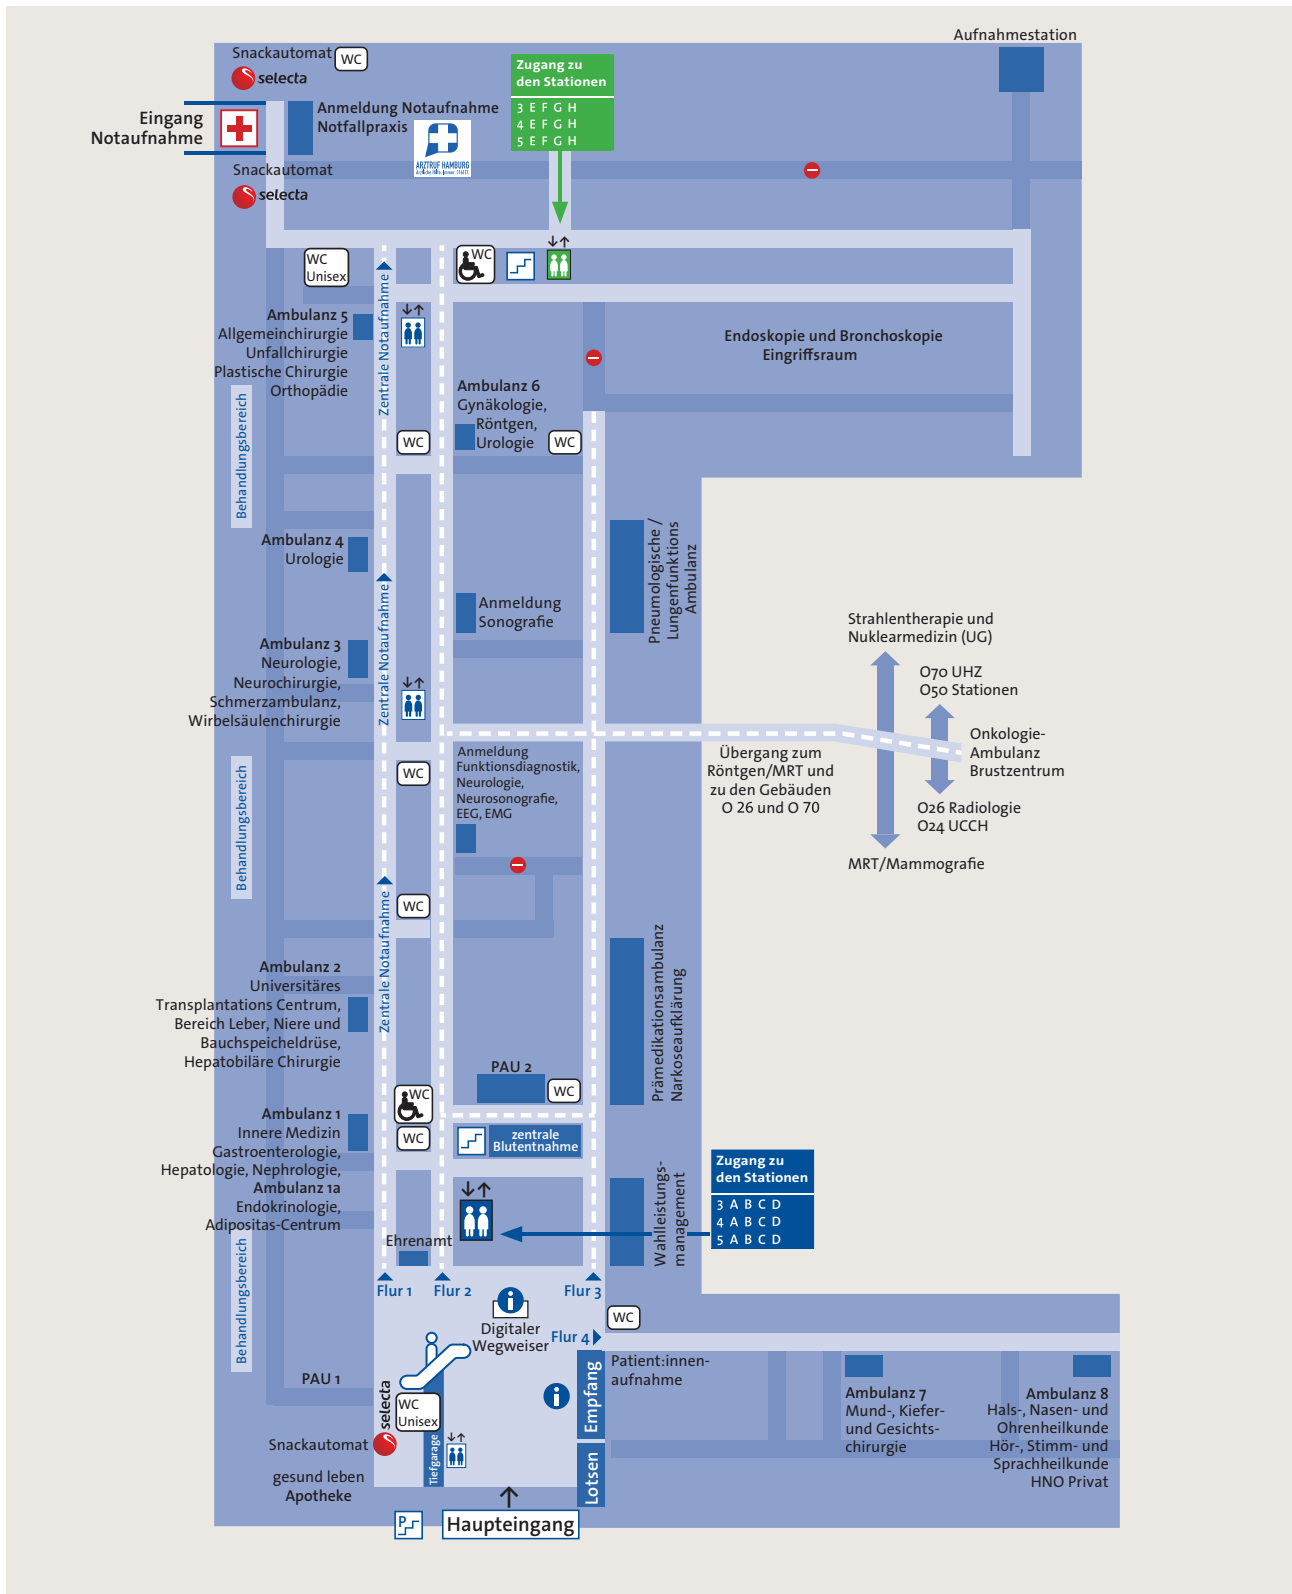 Aufnahmestation
Snackautomat
WC
selecta
Zugang zu
den Stationen
3 E F G H
4 E F G H
5 E F G H
Eingang
Notaufnahme
Anmeldung Notaufnahme
Notfallpraxis
ARZTRUF HAMBURG
Snackautomat
selecta
WC
Unisex
WC
Zentrale Notaufnahme
Ambulanz 5
Allgemeinchirurgie
Unfallchirurgie
Plastische Chirurgie
Orthopädie
Endoskopie und Bronchoskopie
Eingriffsraum
Ambulanz 6
Gynäkologie,
Röntgen,
Urologie
WC
WC
Behandlungsbereich
Ambulanz 4
Urologie
Pneumologische /
Lungenfunktions
Ambulanz
Anmeldung
Sonografie
Zentrale Notaufnahme
Ambulanz 3
Neurologie,
Neurochirurgie,
Schmerzambulanz,
Wirbelsäulenchirurgie
Strahlentherapie und
Nuklearmedizin (UG)
O70 UHZ
O50 Stationen
Onkologie-
Ambulanz
Brustzentrum
Übergang zum
Röntgen/MRT und
zu den Gebäuden
O 26 und O 70
O26 Radiologie
O24 UCCH
MRT/Mammografie
Anmeldung
Funktionsdiagnostik,
Neurologie,
Neurosonografie,
EEG, EMG
WC
Behandlungsbereich
WC
Zentrale Notaufnahme
Ambulanz 2
Universitäres
Transplantations Centrum,
Bereich Leber, Niere und
Bauchspeicheldrüse,
Hepatobiläre Chirurgie
Prämedikationsambulanz
Narkoseaufklärung
PAU 2
WC
WC
WC
zentrale
Blutentnahme
Ambulanz 1
Innere Medizin
Gastroenterologie,
Hepatologie, Nephrologie,
Ambulanz 1a
Endokrinologie,
Adipositas-Centrum
Zugang zu
den Stationen
3 A B C D
4 A B C D
5 A B C D
Wahlleistungs-
management
Ehrenamt
Behandlungsbereich
Flur 1
Flur 2
Flur 3
Digitaler
Wegweiser
Flur 4
WC
Empfang
Patient:innen-
aufnahme
PAU 1
selecta
WC
Unisex
Snackautomat
Tiefgarage
Lotsen
gesund leben
Apotheke
P
Haupteingang
Ambulanz 7
Mund-, Kiefer-
und Gesichts-
chirurgie
Ambulanz 8
Hals-, Nasen- und
Ohrenheilkunde
Hör-, Stimm- und
Sprachheilkunde
HNO Privat